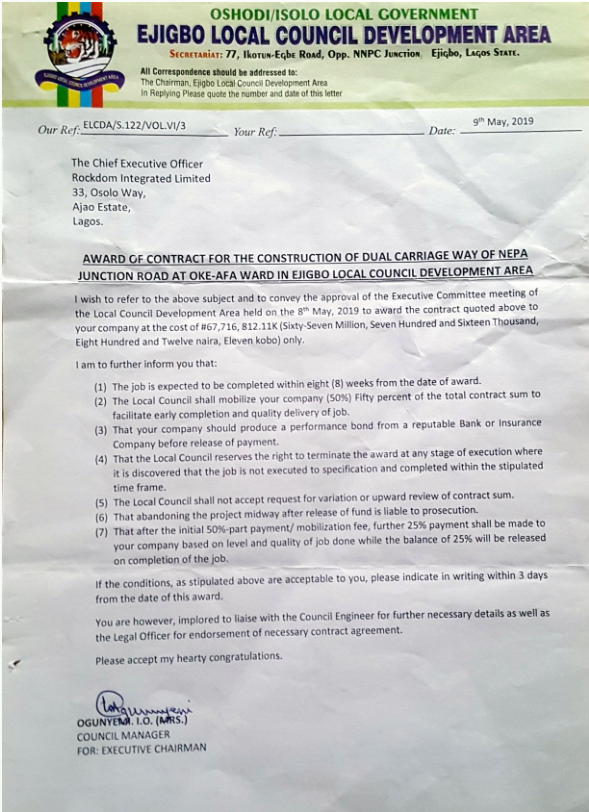 OSHODI/ISOLO LOCAL GOVERNMENT
EJIGBO LOCAL COUNCIL DEVELOPMENT AREA
SECRETARIAT: 77, IKOTUN-EGBE ROAD, OPP. NNPC JUNCTION, EJIGBO, LAGOS STATE.
All Correspondence should be addressed to:
The Chairman, Ejigbo Local Council Development Area
In Replying Please quote the number and date of this letter
EJIGBO LOCAL COUNCIL DEVELOPMENT AREA
Our Ref: ELCDA/S.122/VOL.VI/3 Your Ref: Date: 9th May, 2019
The Chief Executive Officer
Rockdom Integrated Limited
33, Osolo Way,
Ajao Estate,
Lagos.
AWARD OF CONTRACT FOR THE CONSTRUCTION OF DUAL CARRIAGE WAY OF NEPA
JUNCTION ROAD AT OKE-AFA WARD IN EJIGBO LOCAL COUNCIL DEVELOPMENT AREA
I wish to refer to the above subject and to convey the approval of the Executive Committee meeting of
the Local Council Development Area held on the 8th May, 2019 to award the contract quoted above to
your company at the cost of #67,716, 812.11K (Sixty-Seven Million, Seven Hundred and Sixteen Thousand,
Eight Hundred and Twelve naira, Eleven kobo) only.
I am to further inform you that:
(1) The job is expected to be completed within eight (8) weeks from the date of award.
(2) The Local Council shall mobilize your company (50%) Fifty percent of the total contract sum to
facilitate early completion and quality delivery of job.
(3) That your company should produce a performance bond from a reputable Bank or Insurance
Company before release of payment.
(4) That the Local Council reserves the right to terminate the award at any stage of execution where
it is discovered that the job is not executed to specification and completed within the stipulated
time frame.
(5) The Local Council shall not accept request for variation or upward review of contract sum.
(6) That abandoning the project midway after release of fund is liable to prosecution.
(7) That after the initial 50%-part payment/ mobilization fee, further 25% payment shall be made to
your company based on level and quality of job done while the balance of 25% will be released
on completion of the job.
If the conditions, as stipulated above are acceptable to you, please indicate in writing within 3 days
from the date of this award.
You are however, implored to liaise with the Council Engineer for further necessary details as well as
the Legal Officer for endorsement of necessary contract agreement.
Please accept my hearty congratulations.
OGUNYEMI. I.O. (MRS.)
COUNCIL MANAGER
FOR: EXECUTIVE CHAIRMAN